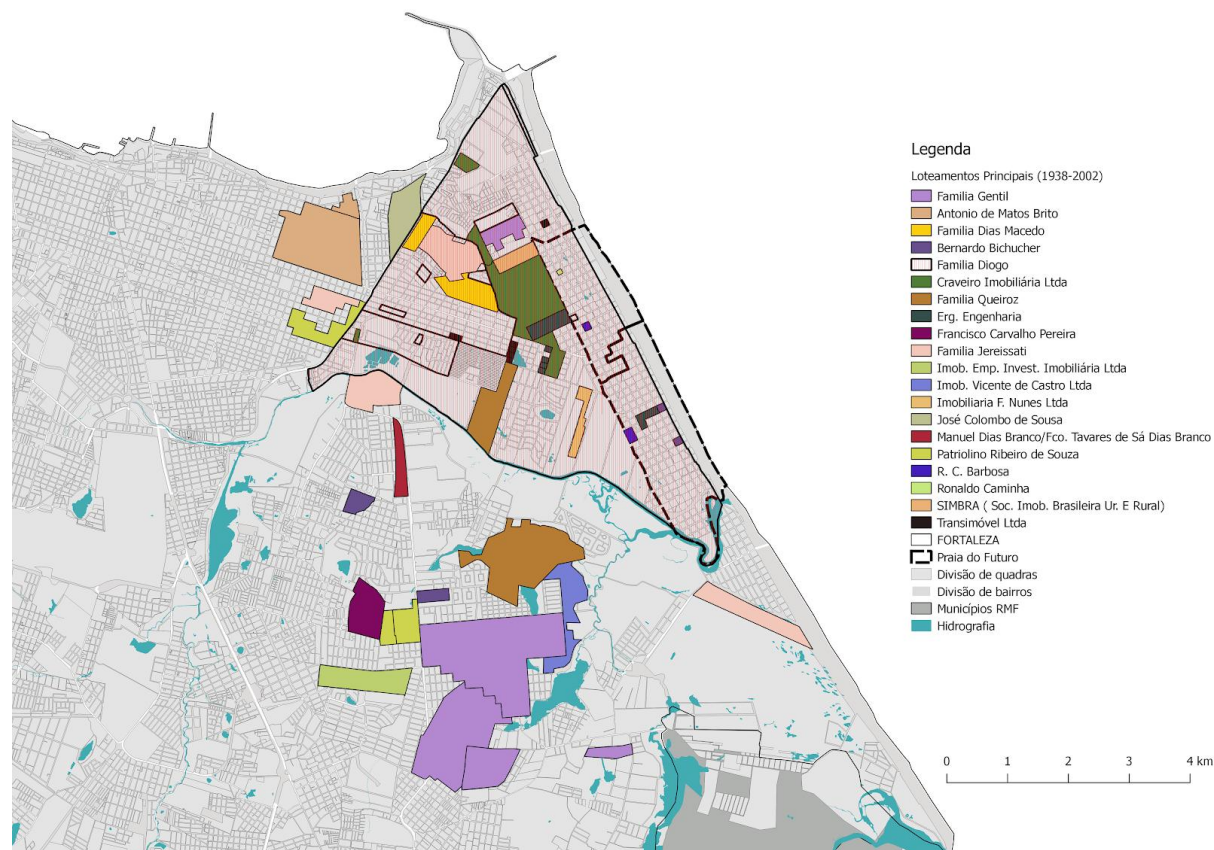 Legenda
Loteamentos Principais (1938-2002)
Familia Gentil
Antonio de Matos Brito
Familia Dias Macedo
Bernardo Bichucher
Familia Diogo
Craveiro Imobiliária Ltda
Familia Queiroz
Erg. Engenharia
Francisco Carvalho Pereira
Familia Jereissati
Imob. Emp. Invest. Imobiliária Ltda
Imob. Vicente de Castro Ltda
Imobiliaria F. Nunes Ltda
José Colombo de Sousa
Manuel Dias Branco/Fco. Tavares de Sá Dias Branco
Patriolino Ribeiro de Souza
R. C. Barbosa
Ronaldo Caminha
SIMBRA ( Soc. Imob. Brasileira Ur. E Rural)
Transimóvel Ltda
FORTALEZA
Praia do Futuro
Divisão de quadras
Divisão de bairros
Municípios RMF
Hidrografia
0 1 2 3 4 km